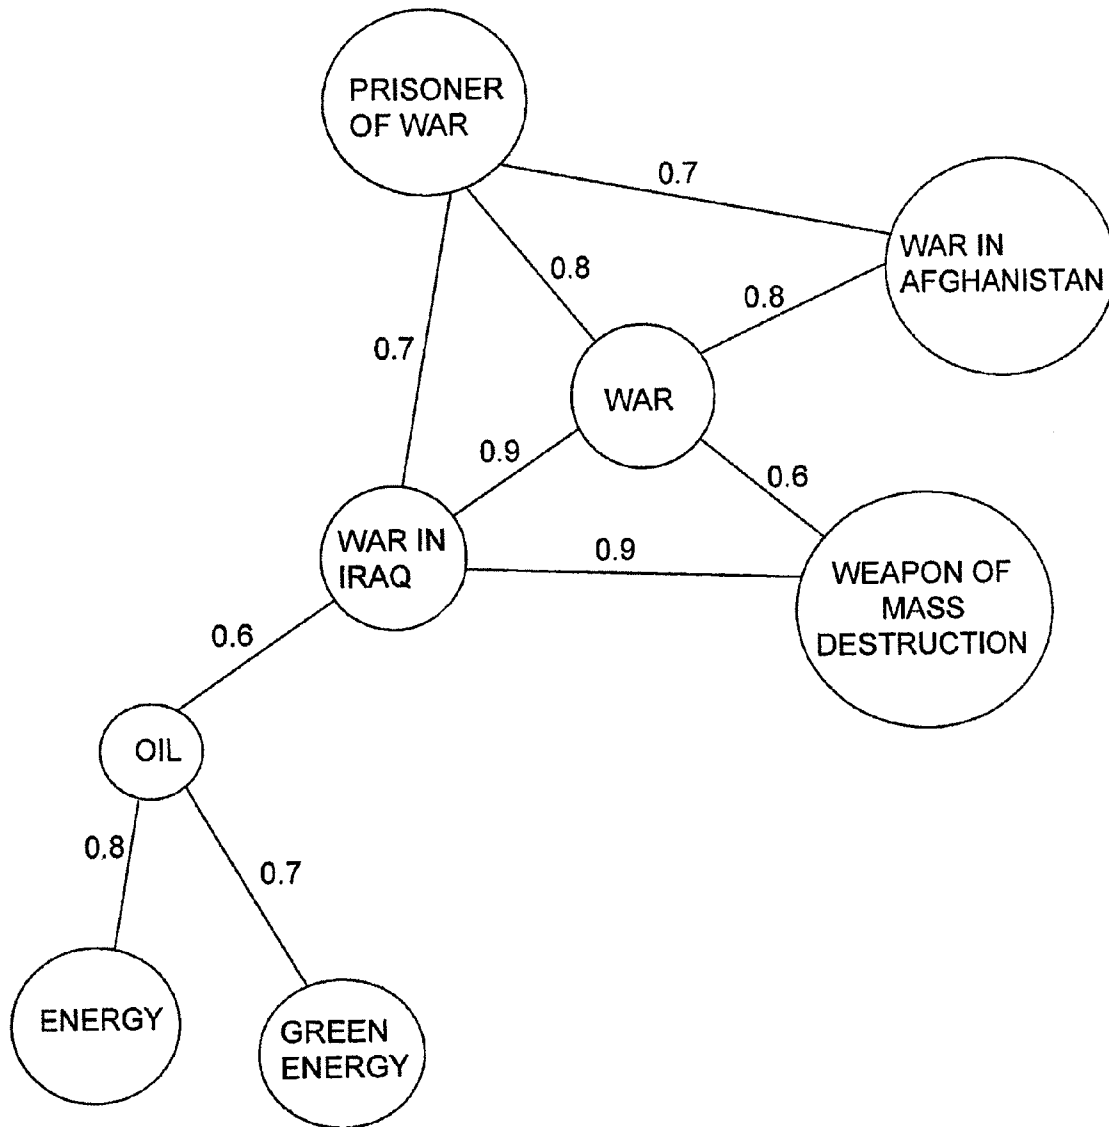 PRISONER
OF WAR
0.7
WAR IN
AFGHANISTAN
0.8
0.8
0.7
WAR
0.9
0.6
WAR IN
IRAQ
0.9
WEAPON OF
MASS
DESTRUCTION
0.6
OIL
0.8
0.7
ENERGY
GREEN
ENERGY